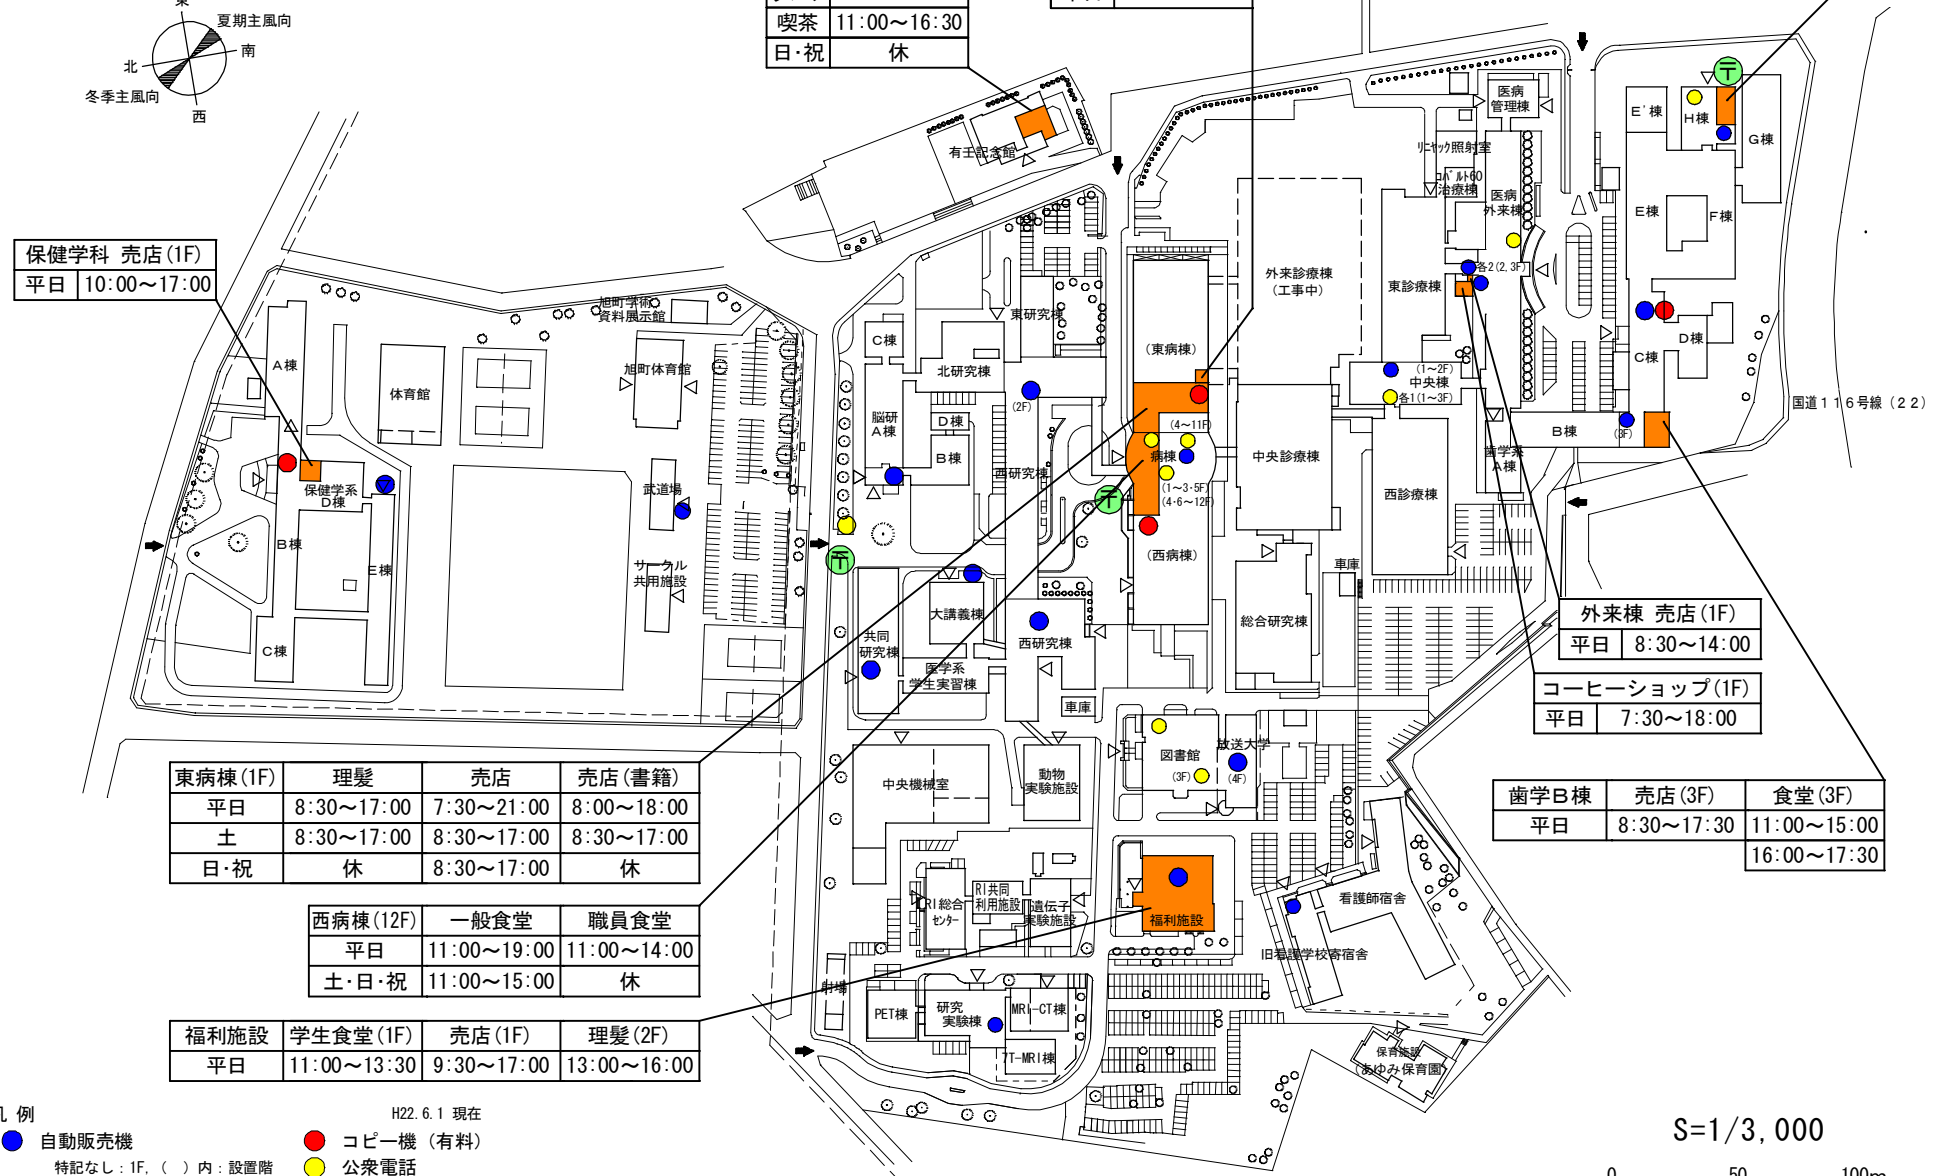 東
夏期主風向
南
北
冬季主風向
西
喫茶 11:00～16:30
日・祝 休
有壬記念館
保健学科 売店(1F)
平日 10:00～17:00
旭町学術
資料展示館
A棟
体育館
旭町体育館
保健学系
D棟
B棟
E棟
C棟
武道場
サークル
共用施設
C棟
北研究棟
東研究棟
脳研
A棟
D棟
B棟
(2F)
西研究棟
大講義棟
共同
研究棟
医学系
学生実習棟
西研究棟
車庫
(東病棟)
(4～11F)
病棟
(1～3・5F)
(4・6～12F)
(西病棟)
外来診療棟
(工事中)
中央診療棟
総合研究棟
車庫
東診療棟
(1～2F)
中央棟
各1(1～3F)
西診療棟
医病
管理棟
リニヤック照射室
コバルト60
治療棟
医病
外来棟
各2(2,3F)
歯学系
A棟
B棟
(3F)
C棟
D棟
E棟
F棟
E'棟
H棟
G棟
国道116号線(22)
外来棟 売店(1F)
平日 8:30～14:00
コーヒーショップ(1F)
平日 7:30～18:00
歯学B棟 売店(3F) 食堂(3F)
平日 8:30～17:30 11:00～15:00
16:00～17:30
東病棟(1F) 理髪 売店 売店(書籍)
平日 8:30～17:00 7:30～21:00 8:00～18:00
土 8:30～17:00 8:30～17:00 8:30～17:00
日・祝 休 8:30～17:00 休
西病棟(12F) 一般食堂 職員食堂
平日 11:00～19:00 11:00～14:00
土・日・祝 11:00～15:00 休
福利施設 学生食堂(1F) 売店(1F) 理髪(2F)
平日 11:00～13:30 9:30～17:00 13:00～16:00
中央機械室
動物
実験施設
図書館
(3F)
放送大学
(4F)
RI総合
センター
RI共同
利用施設
遺伝子
実験施設
福利施設
看護師宿舎
旧看護学校寄宿舎
射場
PET棟
研究
実験棟
MRI-CT棟
7T-MRI棟
保育施設
(あゆみ保育園)
凡 例
H22.6.1 現在
自動販売機
コピー機 (有料)
特記なし：1F, ( ) 内：設置階
公衆電話
S=1/3,000
0 50 100m